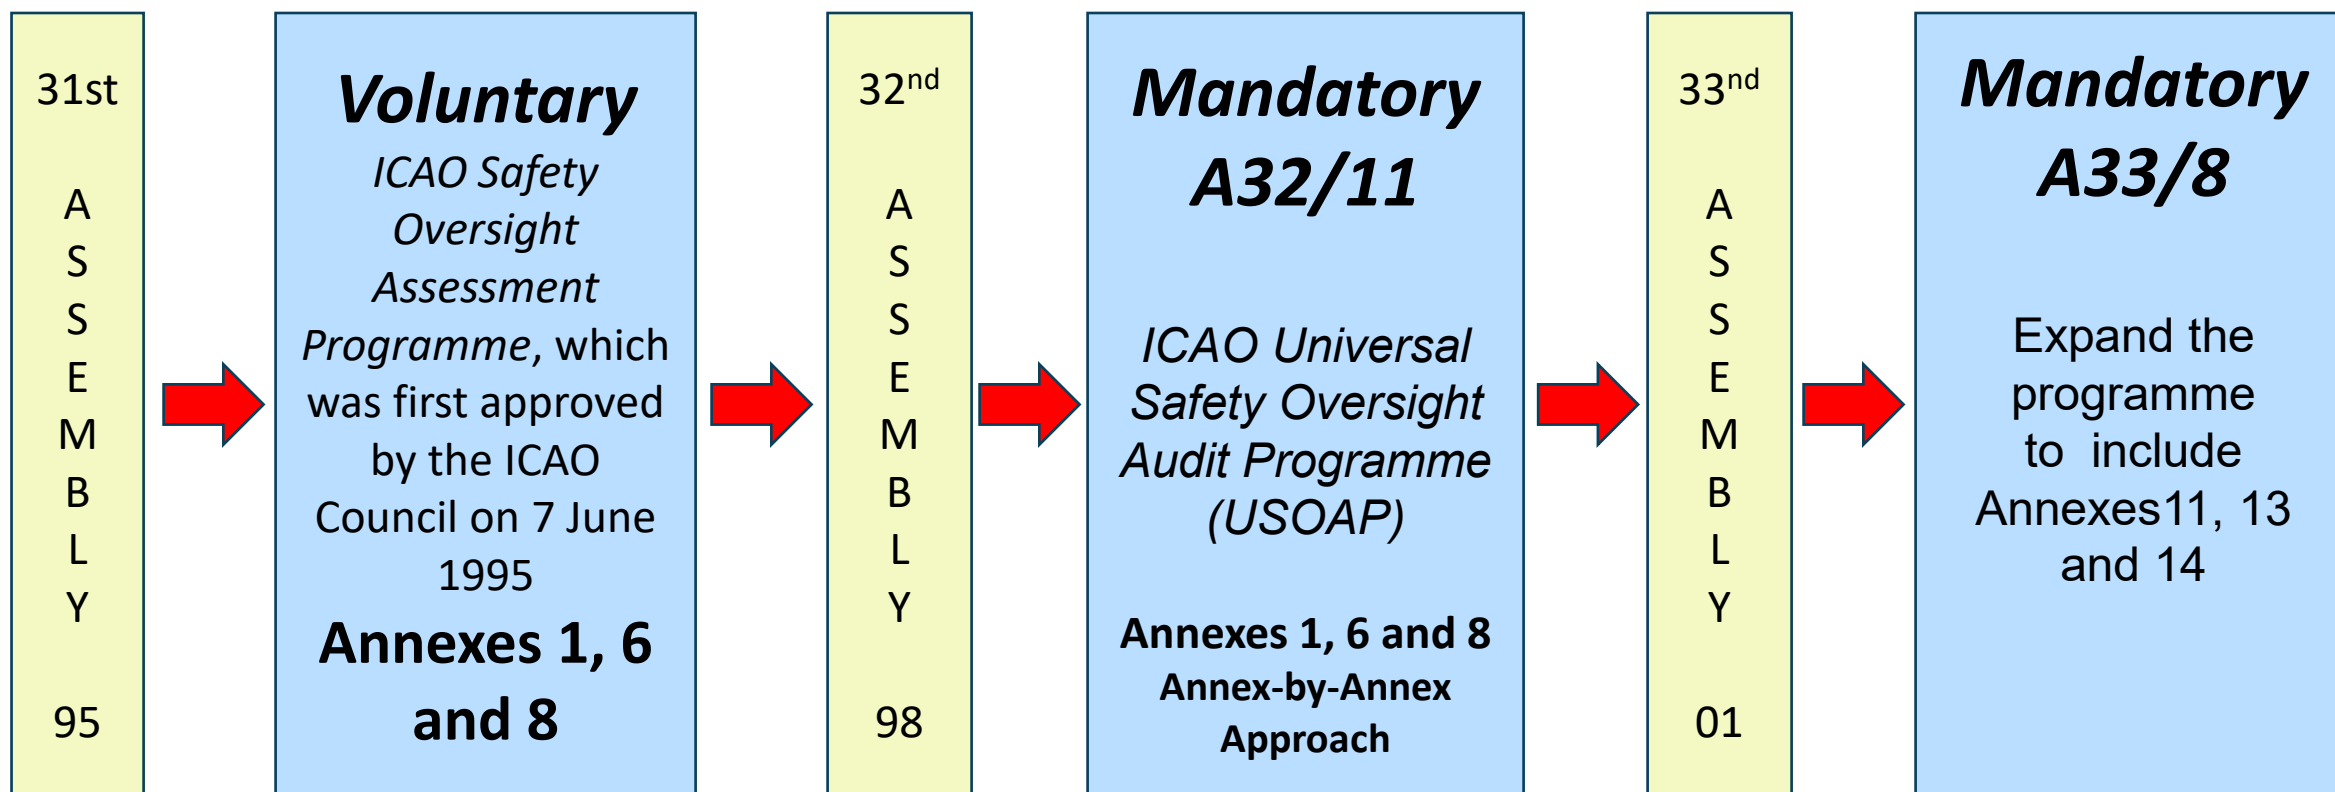 31st
A
S
S
E
M
B
L
Y
95
Voluntary
ICAO Safety
Oversight
Assessment
Programme, which
was first approved
by the ICAO
Council on 7 June
1995
Annexes 1, 6
and 8
32nd
A
S
S
E
M
B
L
Y
98
Mandatory
A32/11
ICAO Universal
Safety Oversight
Audit Programme
(USOAP)
Annexes 1, 6 and 8
Annex-by-Annex
Approach
33nd
A
S
S
E
M
B
L
Y
01
Mandatory
A33/8
Expand the
programme
to  include
Annexes11, 13
and 14